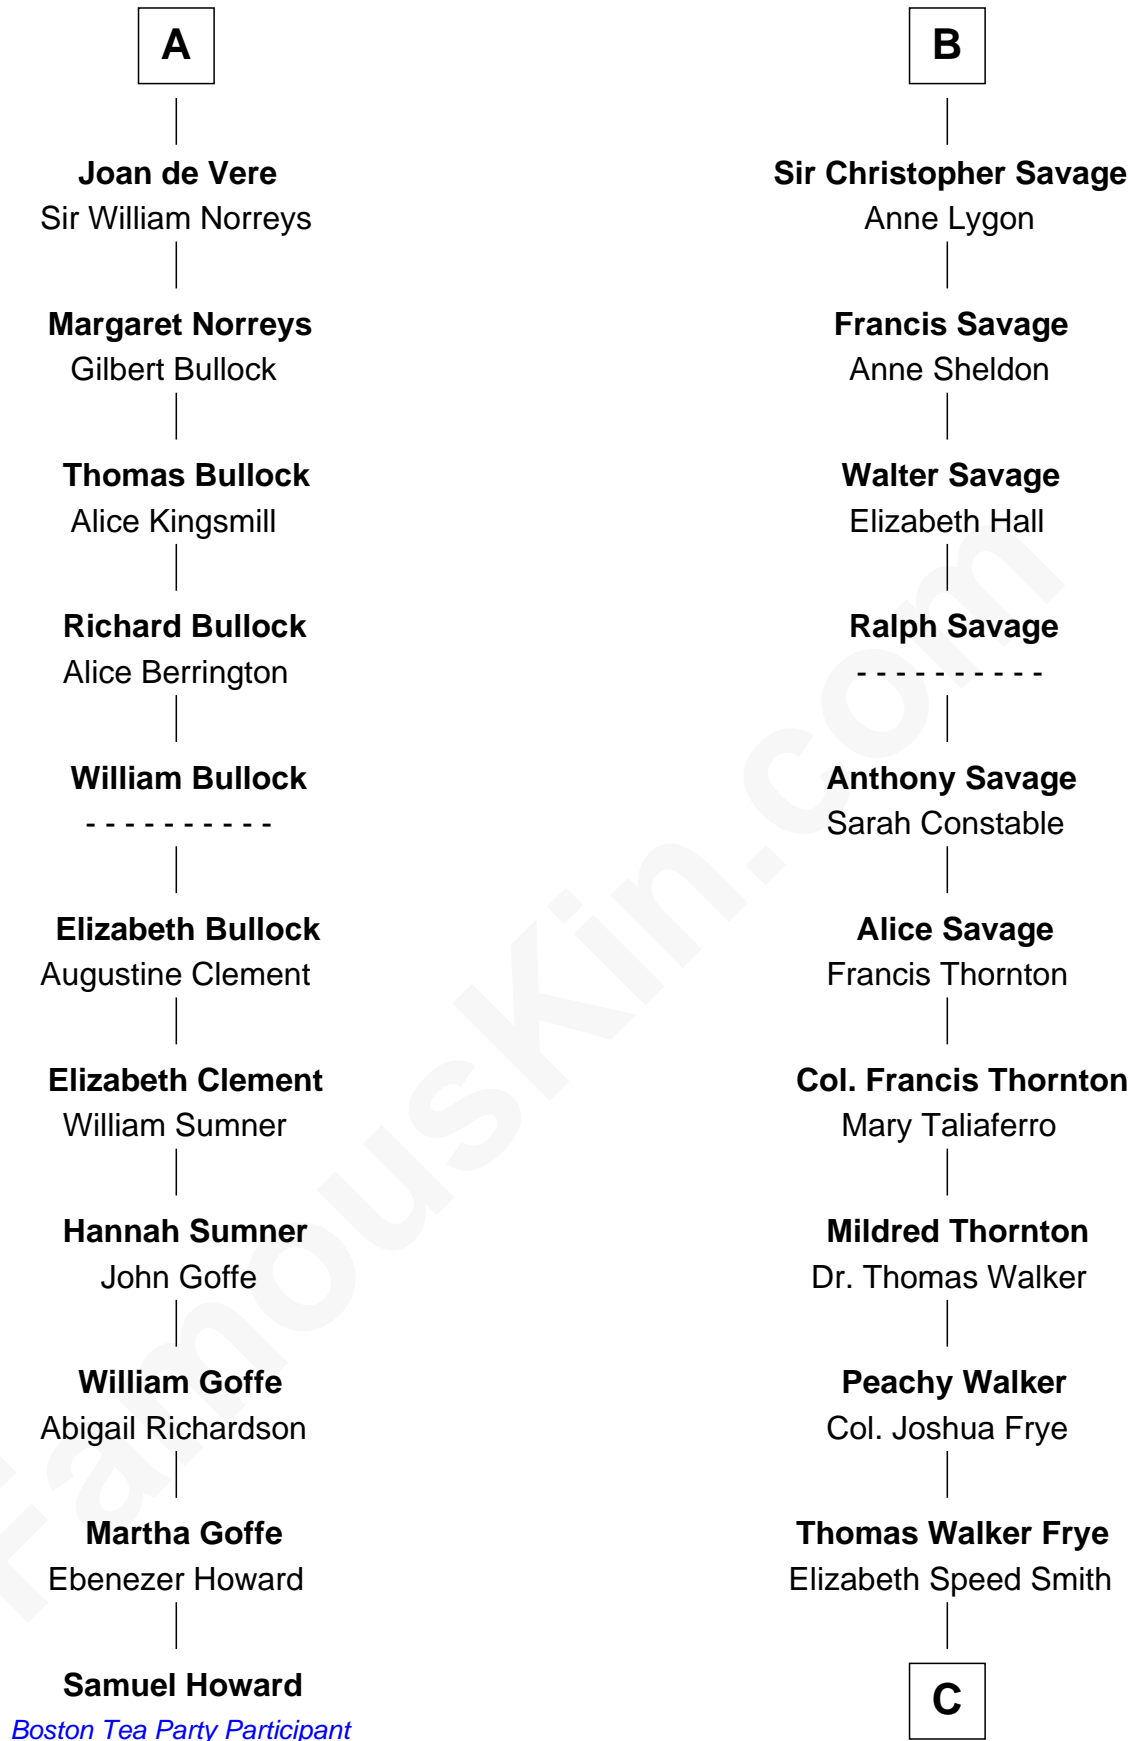 A
Joan de Vere
Sir William Norreys
Margaret Norreys
Gilbert Bullock
Thomas Bullock
Alice Kingsmill
Richard Bullock
Alice Berrington
William Bullock
- - - - - - - - - -
Elizabeth Bullock
Augustine Clement
Elizabeth Clement
William Sumner
Hannah Sumner
John Goffe
William Goffe
Abigail Richardson
Martha Goffe
Ebenezer Howard
Samuel Howard
Boston Tea Party Participant
B
Sir Christopher Savage
Anne Lygon
Francis Savage
Anne Sheldon
Walter Savage
Elizabeth Hall
Ralph Savage
- - - - - - - - - -
Anthony Savage
Sarah Constable
Alice Savage
Francis Thornton
Col. Francis Thornton
Mary Taliaferro
Mildred Thornton
Dr. Thomas Walker
Peachy Walker
Col. Joshua Frye
Thomas Walker Frye
Elizabeth Speed Smith
C
FamousKin.com